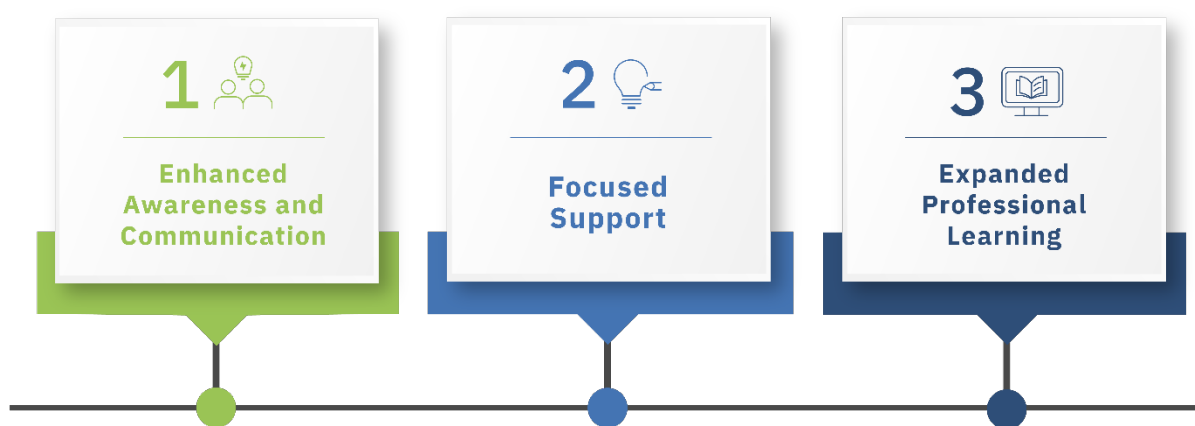 1
Enhanced
Awareness and
Communication
2
Focused
Support
3
Expanded
Professional
Learning